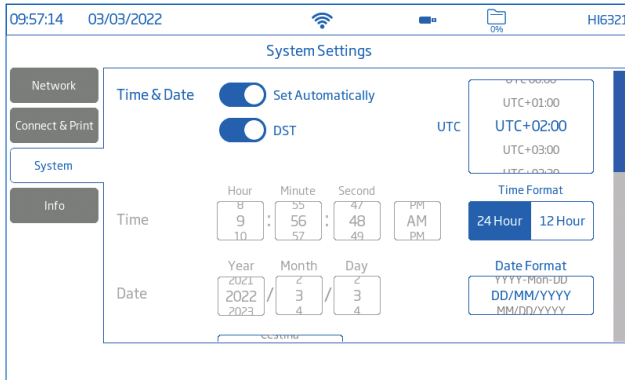 09:57:14 03/03/2022 0% HI6321
System Settings
Network
Connect & Print
System
Info
Time & Date
Set Automatically
DST
UTC
UTC+01:00
UTC+02:00
UTC+03:00
Time
Hour Minute Second
8 55 47 PM
9 : 56 : 48 AM
10 57 49 PM
Time Format
24 Hour 12 Hour
Date
Year Month Day
2021 2 2
2022 / 3 / 3
2023 4 4
Date Format
YYYY-Mon-DD
DD/MM/YYYY
MM/DD/YYYY